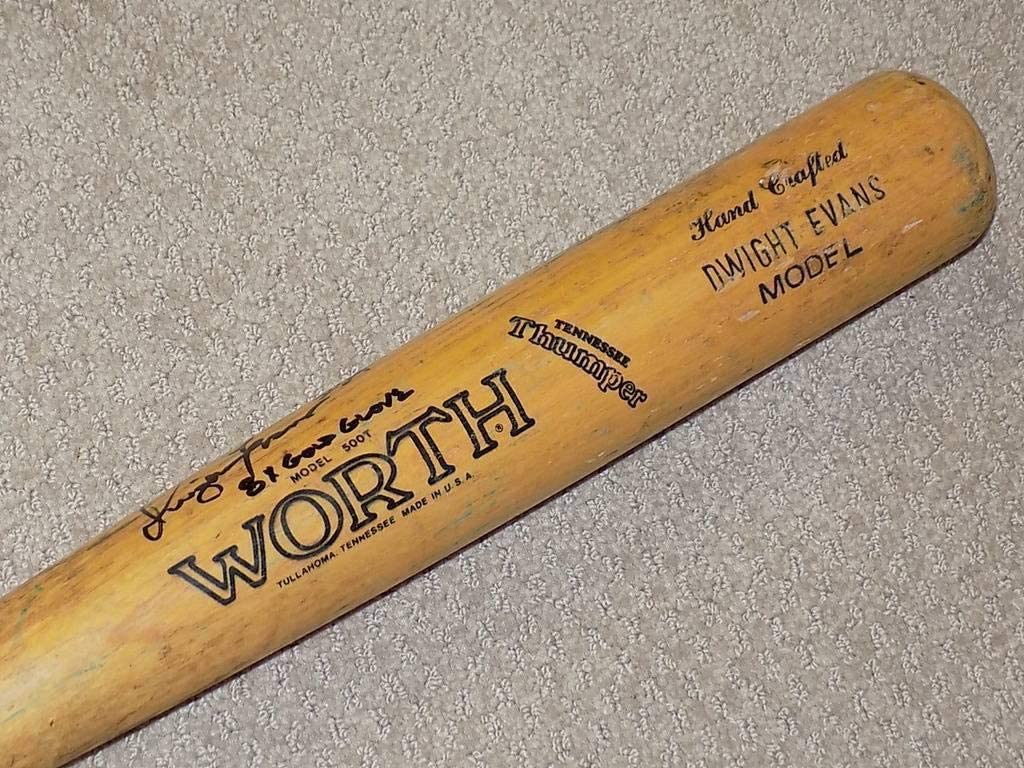 Hand Crafted
DWIGHT EVANS
MODEL
TENNESSEE
Thumper
8X GOLD GLOVE
MODEL 500T
WORTH®
TULLAHOMA, TENNESSEE MADE IN U.S.A.